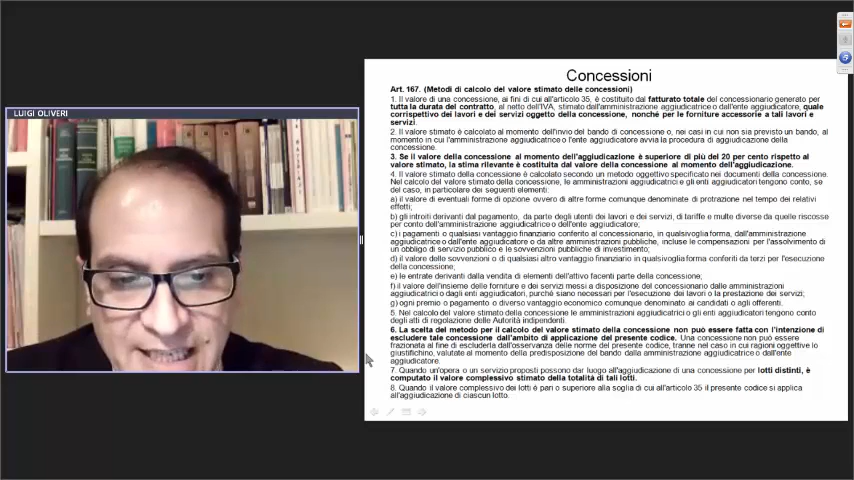 LUIGI OLIVERI
Concessioni
Art. 167. (Metodi di calcolo del valore stimato delle concessioni)
1. Il valore di una concessione, ai fini di cui all'articolo 35, è costituito dal fatturato totale del concessionario generato per
tutta la durata del contratto, al netto dell'IVA, stimato dall'amministrazione aggiudicatrice o dall'ente aggiudicatore, quale
corrispettivo dei lavori e dei servizi oggetto della concessione, nonché per le forniture accessorie a tali lavori e
servizi.
2. Il valore stimato è calcolato al momento dell'invio del bando di concessione o, nei casi in cui non sia previsto un bando, al
momento in cui l'amministrazione aggiudicatrice o l'ente aggiudicatore avvia la procedura di aggiudicazione della
concessione.
3. Se il valore della concessione al momento dell'aggiudicazione è superiore di più del 20 per cento rispetto al
valore stimato, la stima rilevante è costituita dal valore della concessione al momento dell'aggiudicazione.
4. Il valore stimato della concessione è calcolato secondo un metodo oggettivo specificato nei documenti della concessione.
Nel calcolo del valore stimato della concessione, le amministrazioni aggiudicatrici e gli enti aggiudicatori tengono conto, se
del caso, in particolare dei seguenti elementi:
a) il valore di eventuali forme di opzione ovvero di altre forme comunque denominate di protrazione nel tempo dei relativi
effetti;
b) gli introiti derivanti dal pagamento, da parte degli utenti dei lavori e dei servizi, di tariffe e multe diverse da quelle riscosse
per conto dell'amministrazione aggiudicatrice o dell'ente aggiudicatore;
c) i pagamenti o qualsiasi vantaggio finanziario conferito al concessionario, in qualsivoglia forma, dall'amministrazione
aggiudicatrice o dall'ente aggiudicatore o da altre amministrazioni pubbliche, incluse le compensazioni per l'assolvimento di
un obbligo di servizio pubblico e le sovvenzioni pubbliche di investimento;
d) il valore delle sovvenzioni o di qualsiasi altro vantaggio finanziario in qualsivoglia forma conferiti da terzi per l'esecuzione
della concessione;
e) le entrate derivanti dalla vendita di elementi dell'attivo facenti parte della concessione;
f) il valore dell'insieme delle forniture e dei servizi messi a disposizione del concessionario dalle amministrazioni
aggiudicatrici o dagli enti aggiudicatori, purché siano necessari per l'esecuzione dei lavori o la prestazione dei servizi;
g) ogni premio o pagamento o diverso vantaggio economico comunque denominato ai candidati o agli offerenti.
5. Nel calcolo del valore stimato della concessione le amministrazioni aggiudicatrici o gli enti aggiudicatori tengono conto
degli atti di regolazione delle Autorità indipendenti.
6. La scelta del metodo per il calcolo del valore stimato della concessione non può essere fatta con l'intenzione di
escludere tale concessione dall'ambito di applicazione del presente codice. Una concessione non può essere
frazionata al fine di escluderla dall'osservanza delle norme del presente codice, tranne nel caso in cui ragioni oggettive lo
giustifichino, valutate al momento della predisposizione del bando dalla amministrazione aggiudicatrice o dall'ente
aggiudicatore.
7. Quando un'opera o un servizio proposti possono dar luogo all'aggiudicazione di una concessione per lotti distinti, è
computato il valore complessivo stimato della totalità di tali lotti.
8. Quando il valore complessivo dei lotti è pari o superiore alla soglia di cui all'articolo 35 il presente codice si applica
all'aggiudicazione di ciascun lotto.